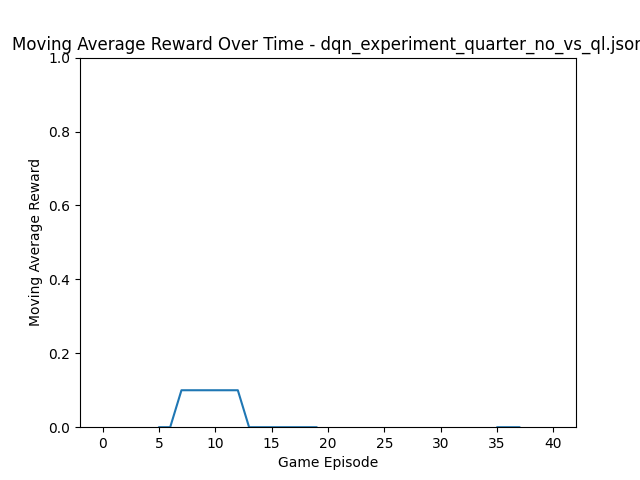 Moving Average Reward Over Time - dqn_experiment_quarter_no_vs_ql.json
1.0
0.8
0.6
0.4
0.2
0.0
Moving Average Reward
0 5 10 15 20 25 30 35 40
Game Episode